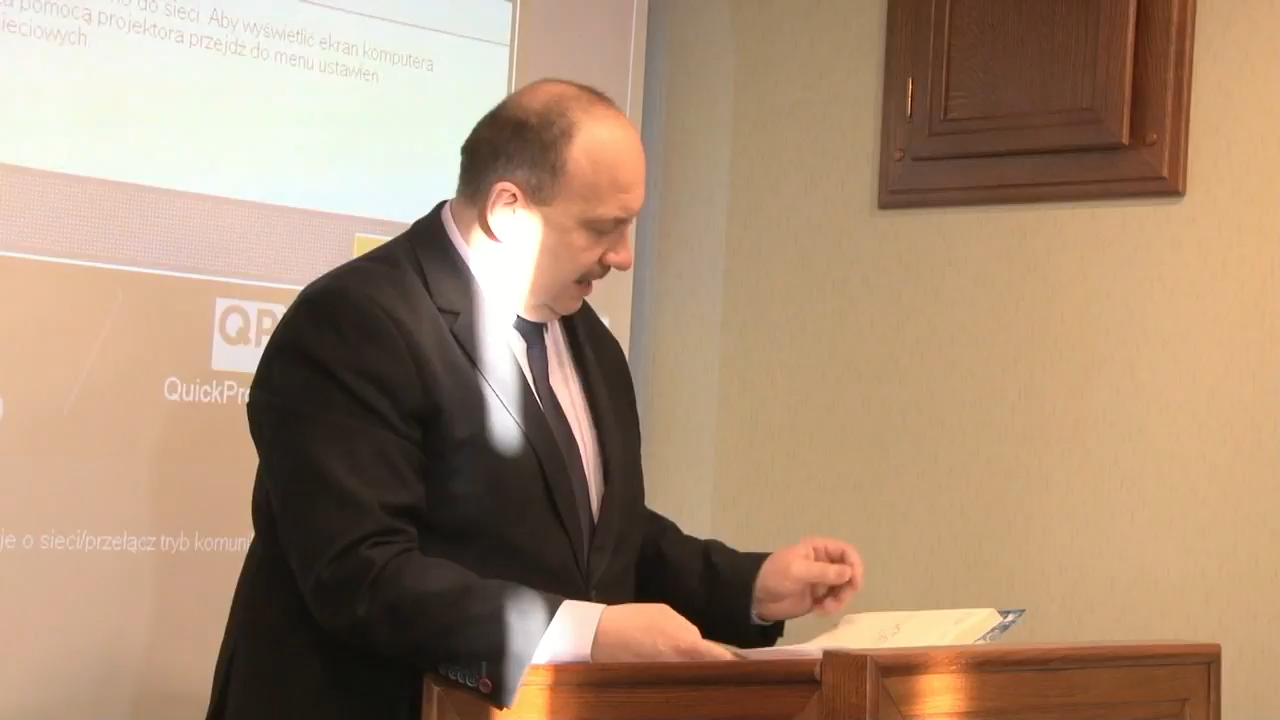 do sieci. Aby wyświetlić ekran komputera
za pomocą projektora przejdź do menu ustawień
sieciowych.
QP
QuickPro
je o sieci/przełącz tryb komuni